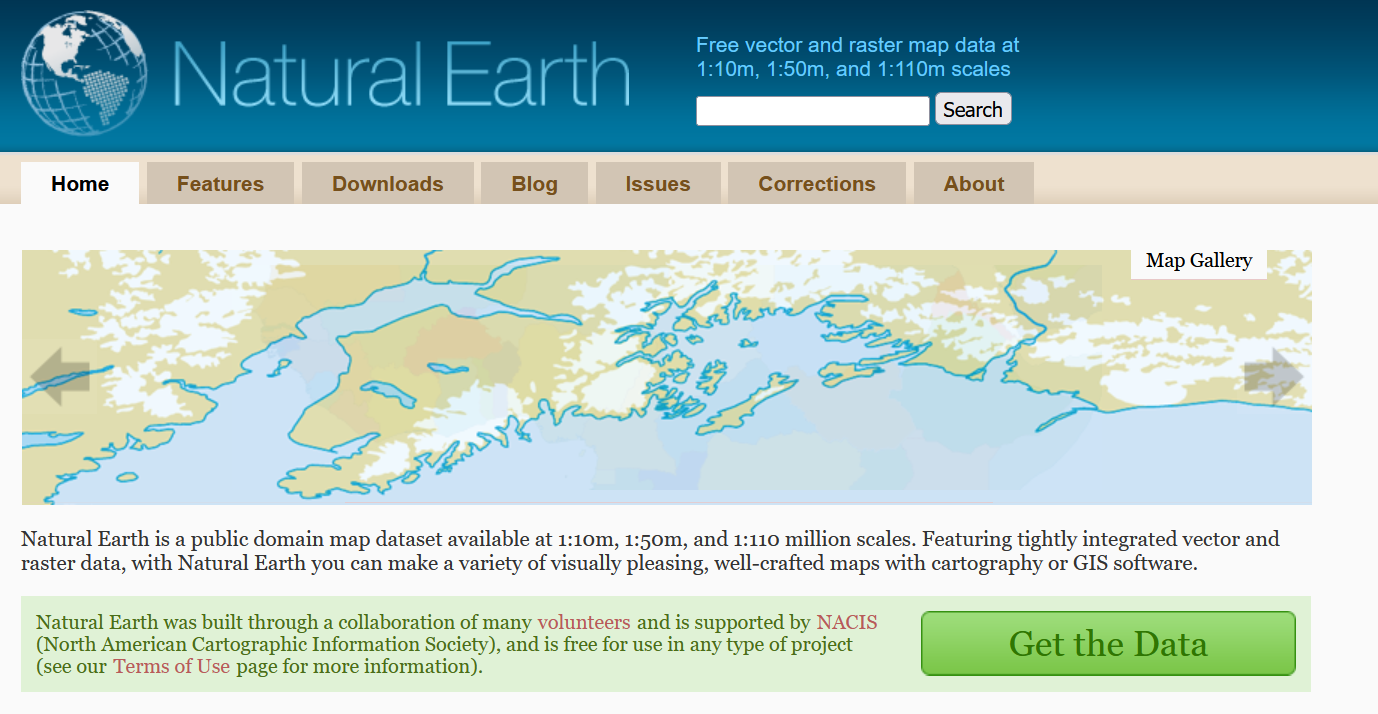 Natural Earth
Free vector and raster map data at
1:10m, 1:50m, and 1:110m scales
Search
Home
Features
Downloads
Blog
Issues
Corrections
About
Map Gallery
Natural Earth is a public domain map dataset available at 1:10m, 1:50m, and 1:110 million scales. Featuring tightly integrated vector and
raster data, with Natural Earth you can make a variety of visually pleasing, well-crafted maps with cartography or GIS software.
Natural Earth was built through a collaboration of many volunteers and is supported by NACIS
(North American Cartographic Information Society), and is free for use in any type of project
(see our Terms of Use page for more information).
Get the Data